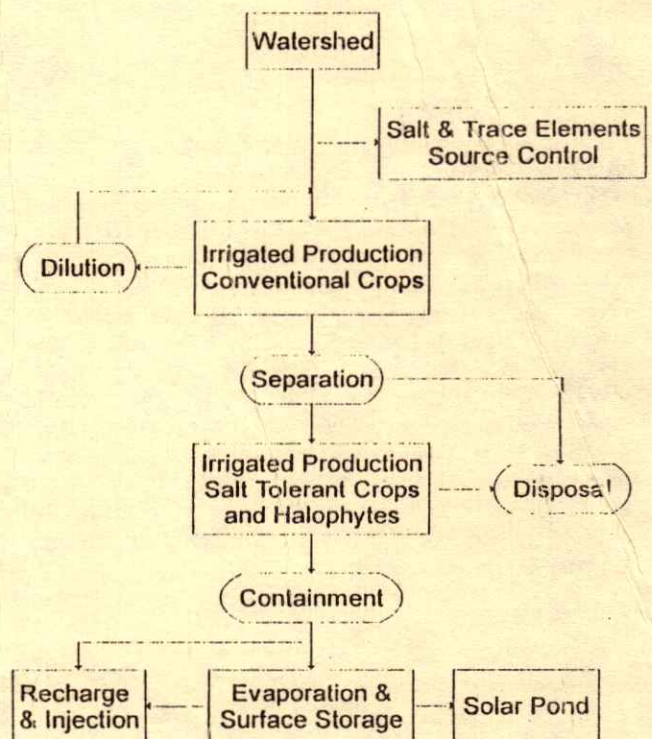 Watershed
Salt & Trace Elements
Source Control
Dilution
Irrigated Production
Conventional Crops
Separation
Irrigated Production
Salt Tolerant Crops
and Halophytes
Disposal
Containment
Recharge
& Injection
Evaporation &
Surface Storage
Solar Pond